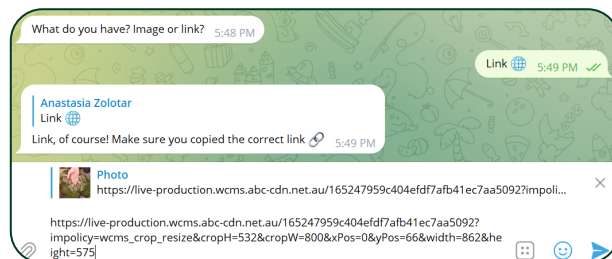 What do you have? Image or link? 5:48 PM
Link 🌐 5:49 PM
Anastasia Zolotar
Link 🌐
Link, of course! Make sure you copied the correct link 🔗 5:49 PM
Photo
https://live-production.wcms.abc-cdn.net.au/165247959c404efdf7afb41ec7aa5092?impoli...
https://live-production.wcms.abc-cdn.net.au/165247959c404efdf7afb41ec7aa5092?
impolicy=wcms_crop_resize&cropH=532&cropW=800&xPos=0&yPos=66&width=862&he
ight=575